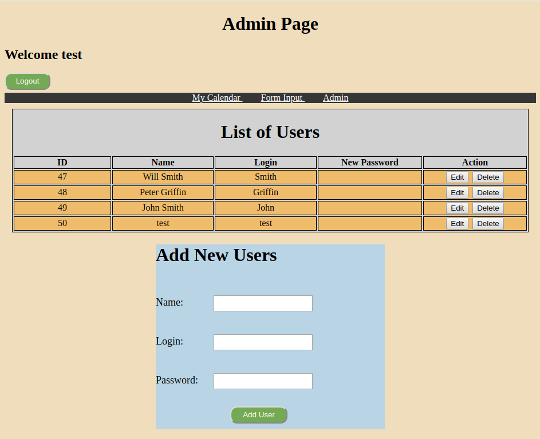 Admin Page
Welcome test
Logout
My Calendar Form Input Admin
List of Users
ID Name Login New Password Action
47 Will Smith Smith Edit Delete
48 Peter Griffin Griffin Edit Delete
49 John Smith John Edit Delete
50 test test Edit Delete
Add New Users
Name:
Login:
Password:
Add User